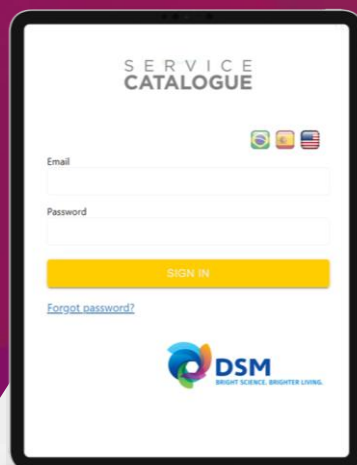 SERVICE
CATALOGUE
Email
Password
SIGN IN
Forgot password?
DSM
BRIGHT SCIENCE. BRIGHTER LIVING.